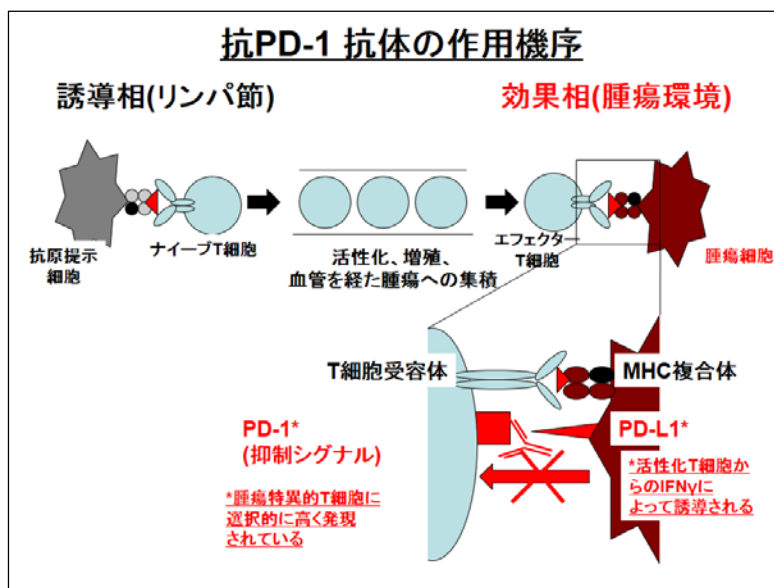 抗PD-1 抗体の作用機序
誘導相(リンパ節)
効果相(腫瘍環境)
抗原提示
細胞
ナイーブT細胞
活性化、増殖、
血管を経た腫瘍への集積
エフェクター
T細胞
腫瘍細胞
T細胞受容体
MHC複合体
PD-1*
(抑制シグナル)
PD-L1*
*腫瘍特異的T細胞に
選択的に高く発現
されている
*活性化T細胞か
らのIFNγに
よって誘導される